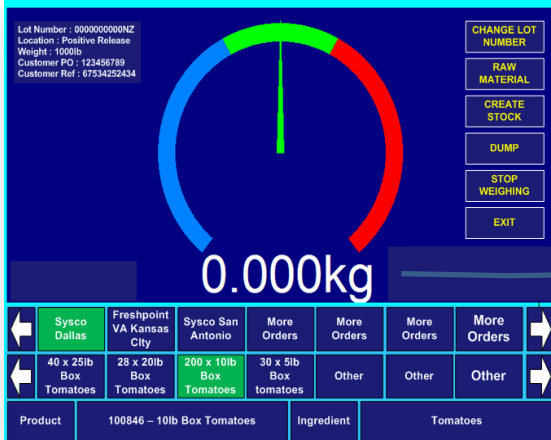 Lot Number : 0000000000NZ
Location : Positive Release
Weight : 1000lb
Customer PO : 123456789
Customer Ref : 67534252434
CHANGE LOT
NUMBER
RAW
MATERIAL
CREATE
STOCK
DUMP
STOP
WEIGHING
EXIT
0.000kg
Sysco
Dallas
Freshpoint
VA Kansas
CIty
Sysco San
Antonio
More
Orders
More
Orders
More
Orders
More
Orders
40 x 25lb
Box
Tomatoes
28 x 20lb
Box
Tomatoes
200 x 10lb
Box
Tomatoes
30 x 5lb
Box
tomatoes
Other
Other
Other
Product
100846 – 10lb Box Tomatoes
Ingredient
Tomatoes